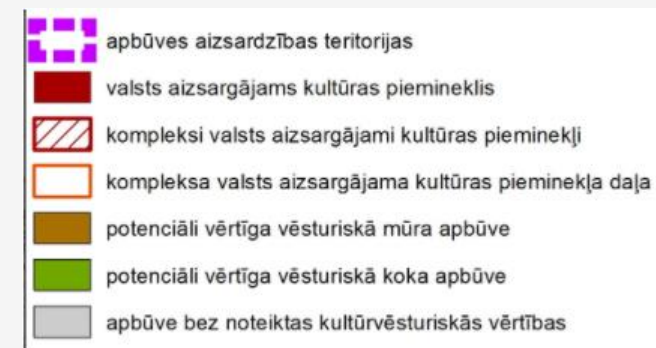 apbūves aizsardzības teritorijas
valsts aizsargājams kultūras piemineklis
kompleksi valsts aizsargājami kultūras pieminekļi
kompleksa valsts aizsargājama kultūras pieminekļa daļa
potenciāli vērtīga vēsturiskā mūra apbūve
potenciāli vērtīga vēsturiskā koka apbūve
apbūve bez noteiktas kultūrvēsturiskās vērtības